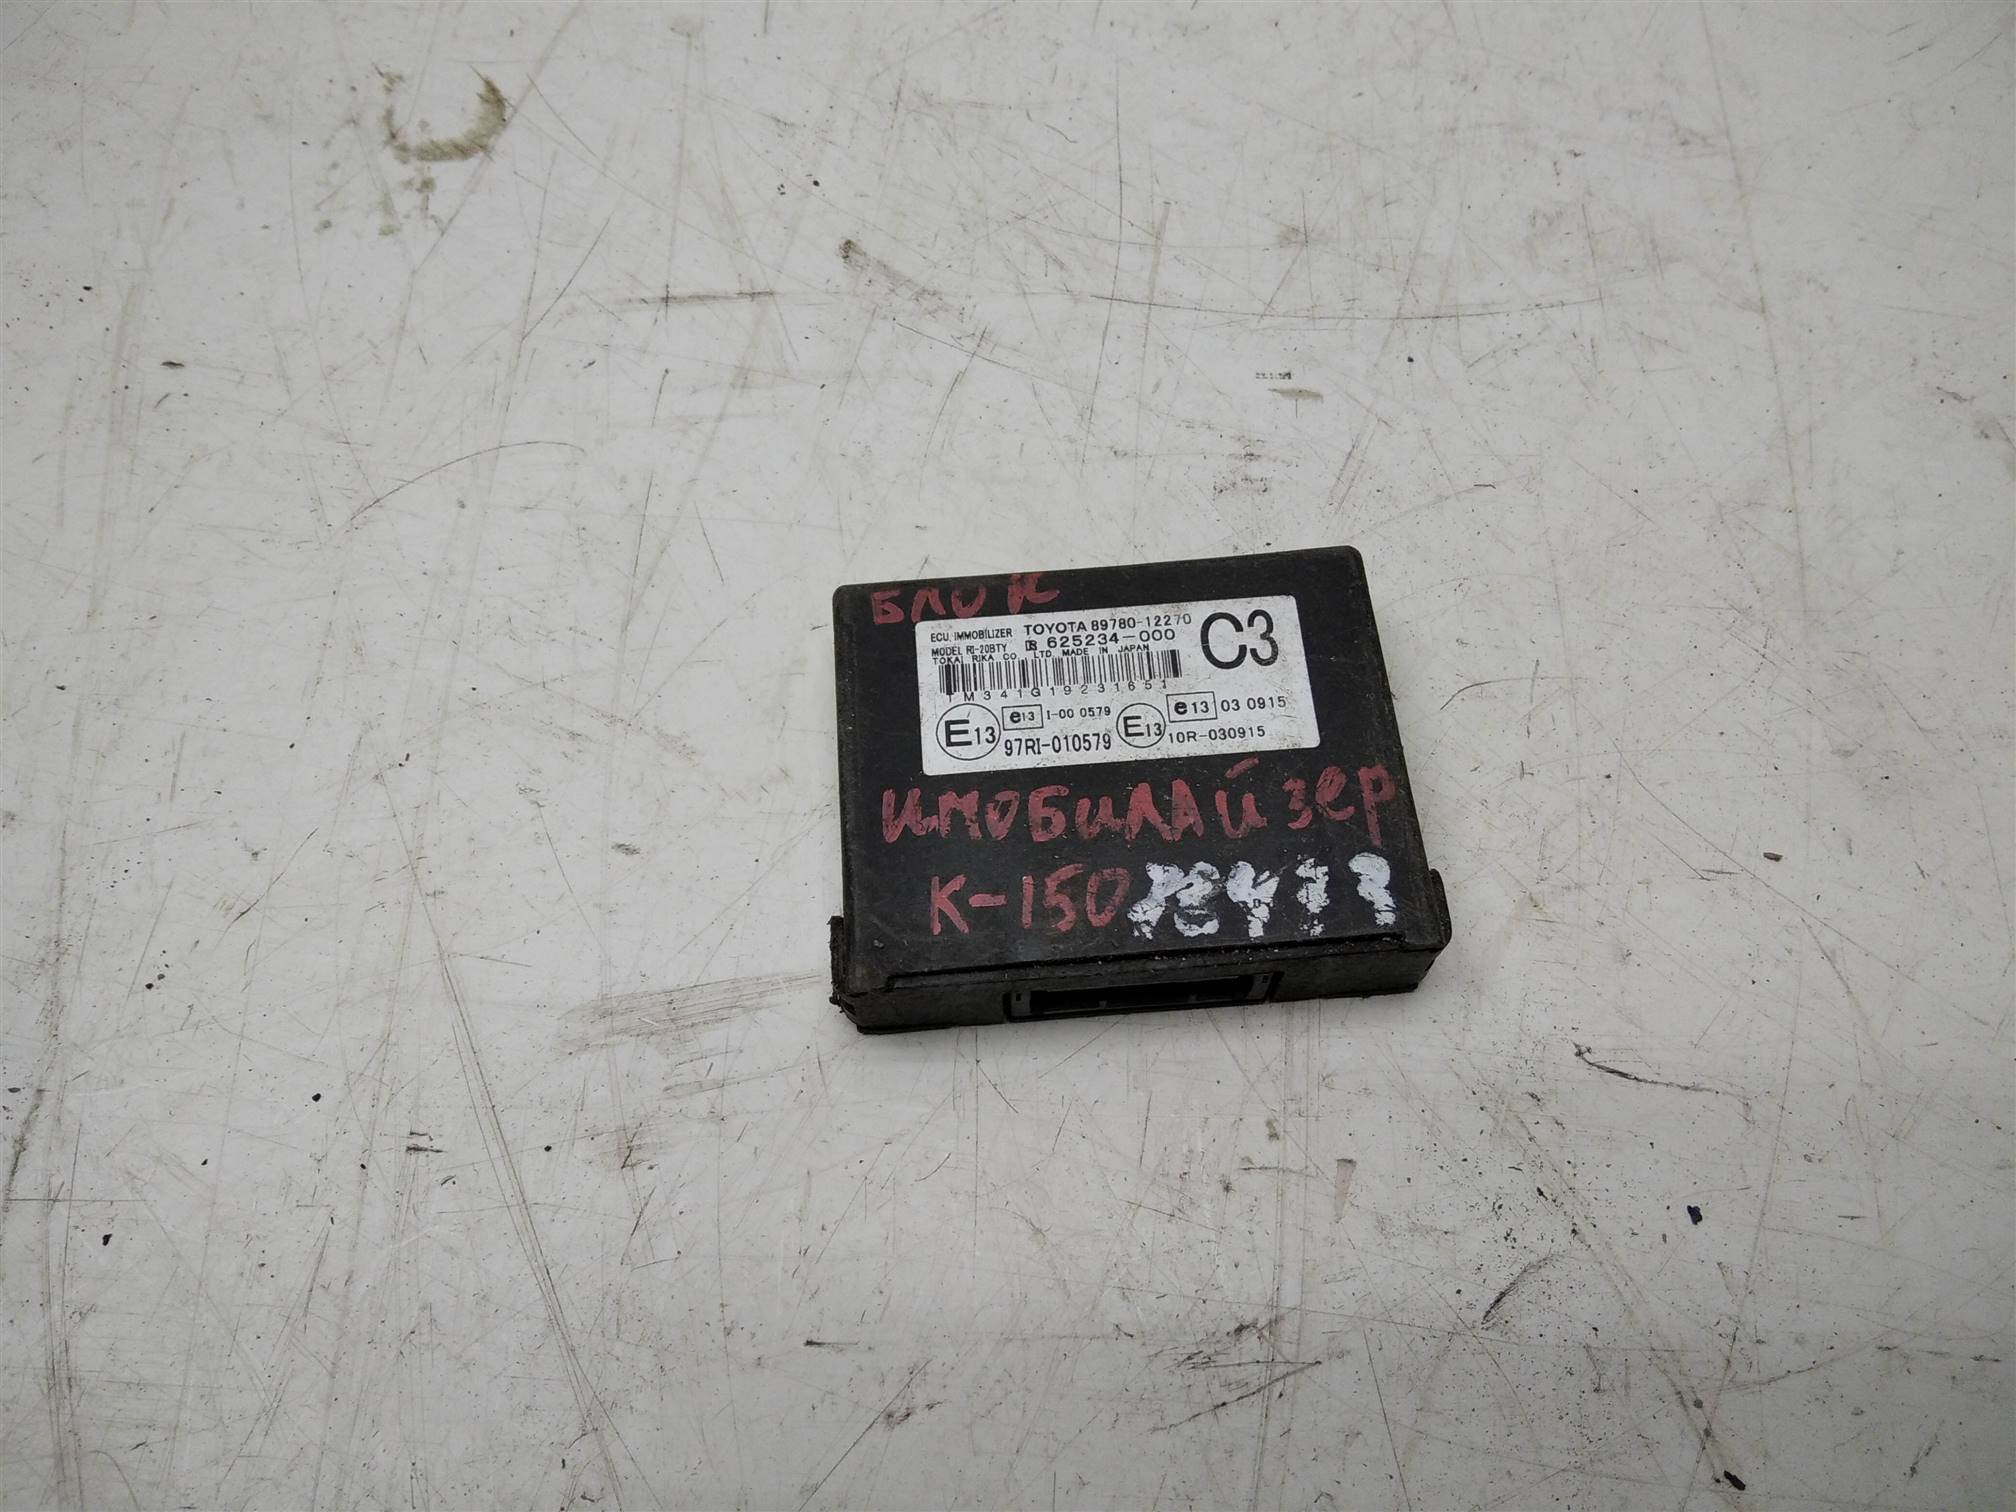 БЛОК
ECU, IMMOBILIZER TOYOTA 89780-12270
MODEL RI-20BTY 625234-000
TOKAI RIKA CO., LTD. MADE IN JAPAN
C3
TM341G19231651
E13 e13 I-00 0579
97RI-010579
E13 e13 03 0915
10R-030915
ИМОБИЛАЙЗЕР
К-150